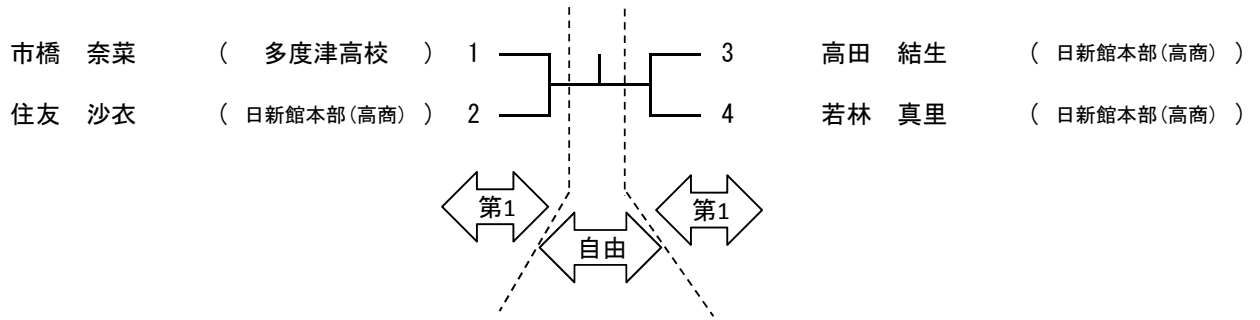 市橋 奈菜 ( 多度津高校 ) 1 3 高田 結生 ( 日新館本部(高商) )
住友 沙衣 ( 日新館本部(高商) ) 2 4 若林 真里 ( 日新館本部(高商) )
第1 第1
自由